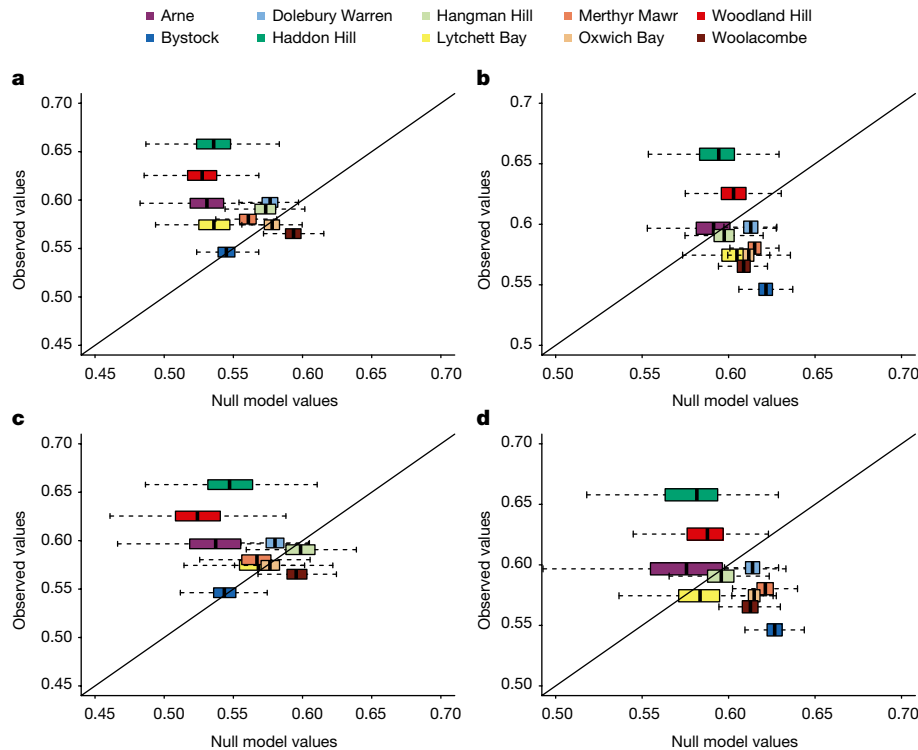 Arne Dolebury Warren Hangman Hill Merthyr Mawr Woodland Hill
Bystock Haddon Hill Lytchett Bay Oxwich Bay Woolacombe
a
0.70
0.65
0.60
0.55
0.50
0.45
Observed values
0.45 0.50 0.55 0.60 0.65 0.70
Null model values
b
0.7
0.65
0.6
0.55
0.5
Observed values
0.50 0.55 0.60 0.65 0.70
Null model values
c
0.70
0.65
0.60
0.55
0.50
0.45
Observed values
0.45 0.50 0.55 0.60 0.65 0.70
Null model values
d
0.70
0.65
0.60
0.55
0.50
Observed values
0.50 0.55 0.60 0.65 0.70
Null model values